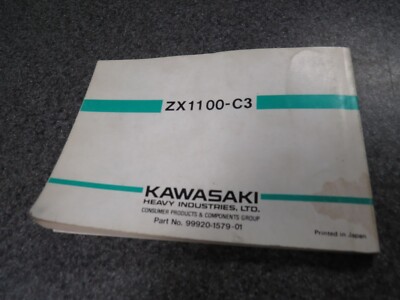 ZX1100-C3
KAWASAKI
HEAVY INDUSTRIES, LTD.
CONSUMER PRODUCTS & COMPONENTS GROUP
Part No. 99920-1579-01
Printed in Japan